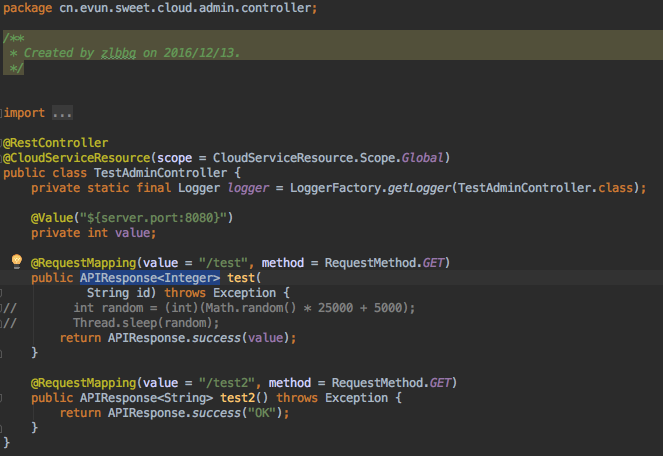 package cn.evun.sweet.cloud.admin.controller;
/**
 * Created by zlbbq on 2016/12/13.
 */
import ...
@RestController
@CloudServiceResource(scope = CloudServiceResource.Scope.Global)
public class TestAdminController {
    private static final Logger logger = LoggerFactory.getLogger(TestAdminController.class);
    @Value("${server.port:8080}")
    private int value;
    @RequestMapping(value = "/test", method = RequestMethod.GET)
    public APIResponse<Integer> test(
            String id) throws Exception {
//        int random = (int)(Math.random() * 25000 + 5000);
//        Thread.sleep(random);
        return APIResponse.success(value);
    }
    @RequestMapping(value = "/test2", method = RequestMethod.GET)
    public APIResponse<String> test2() throws Exception {
        return APIResponse.success("OK");
    }
}